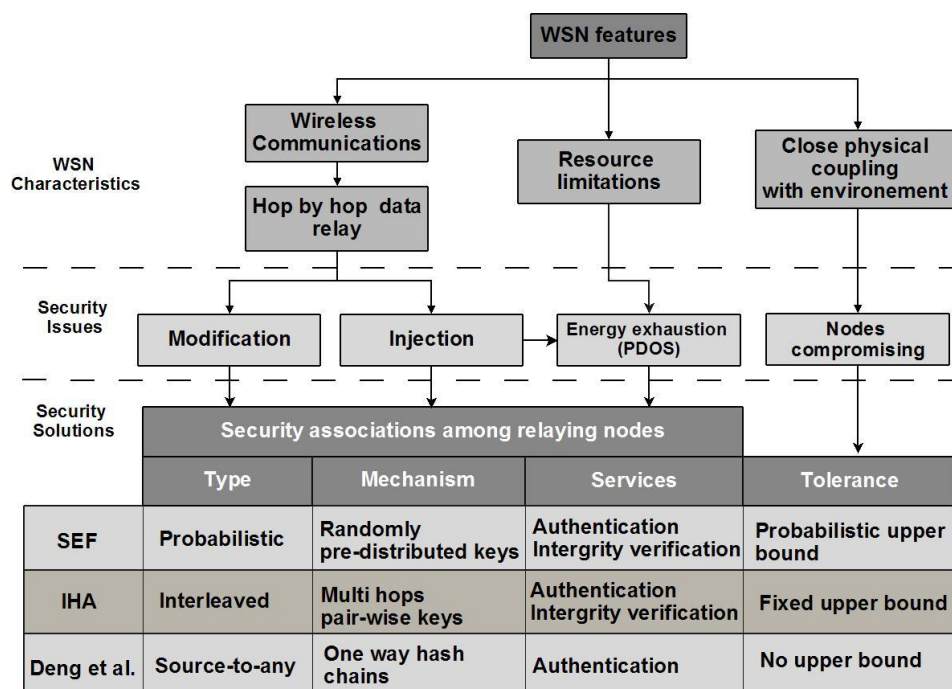 WSN features
Wireless
Communications
Resource
limitations
Close physical
coupling
with environement
WSN
Characteristics
Hop by hop data
relay
Security
Issues
Modification
Injection
Energy exhaustion
(PDOS)
Nodes
compromising
Security
Solutions
Security associations among relaying nodes
Type
Mechanism
Services
Tolerance
SEF
Probabilistic
Randomly
pre-distributed keys
Authentication
Intergrity verification
Probabilistic upper
bound
IHA
Interleaved
Multi hops
pair-wise keys
Authentication
Intergrity verification
Fixed upper bound
Deng et al.
Source-to-any
One way hash
chains
Authentication
No upper bound